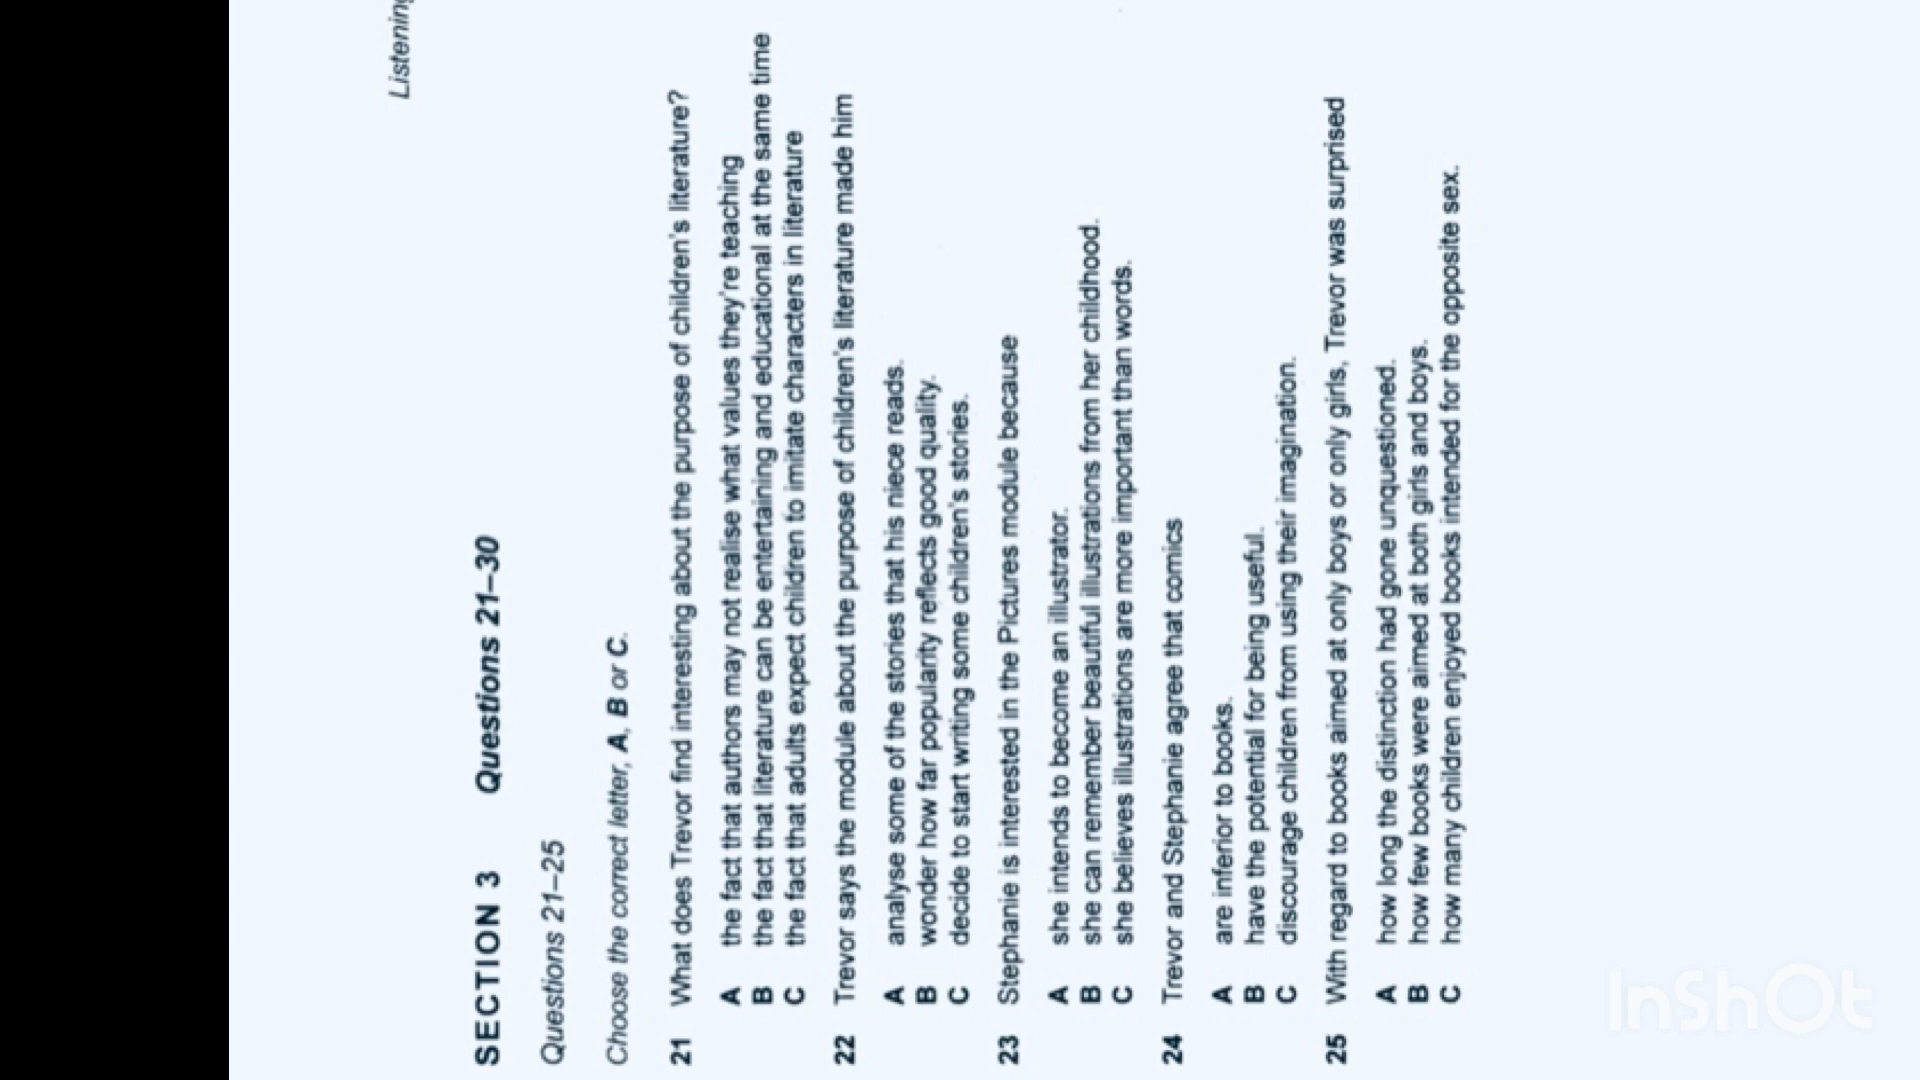 Listening
SECTION 3 Questions 21–30
Questions 21–25
Choose the correct letter, A, B or C.
21 What does Trevor find interesting about the purpose of children's literature?
A the fact that authors may not realise what values they're teaching
B the fact that literature can be entertaining and educational at the same time
C the fact that adults expect children to imitate characters in literature
22 Trevor says the module about the purpose of children's literature made him
A analyse some of the stories that his niece reads.
B wonder how far popularity reflects good quality.
C decide to start writing some children's stories.
23 Stephanie is interested in the Pictures module because
A she intends to become an illustrator.
B she can remember beautiful illustrations from her childhood.
C she believes illustrations are more important than words.
24 Trevor and Stephanie agree that comics
A are inferior to books.
B have the potential for being useful.
C discourage children from using their imagination.
25 With regard to books aimed at only boys or only girls, Trevor was surprised
A how long the distinction had gone unquestioned.
B how few books were aimed at both girls and boys.
C how many children enjoyed books intended for the opposite sex.
InShOt